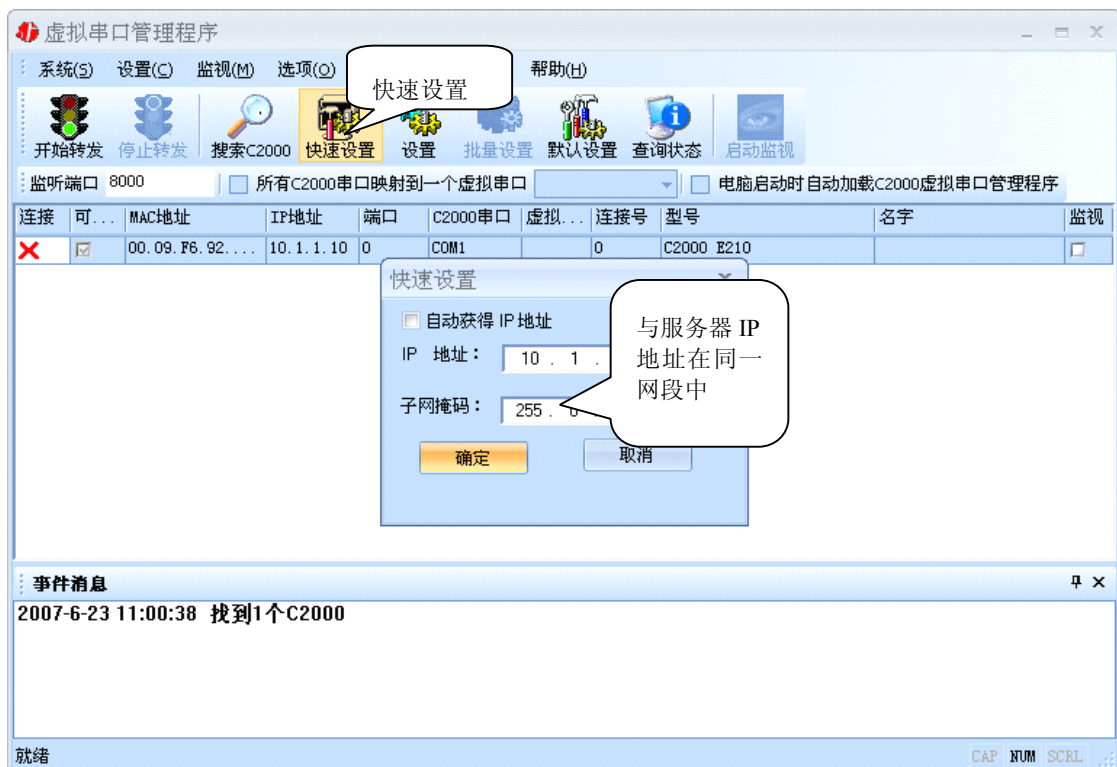 虚拟串口管理程序
系统(S) 设置(C) 监视(M) 选项(O) 帮助(H)
快速设置
开始转发 停止转发 搜索C2000 快速设置 设置 批量设置 默认设置 查询状态 启动监视
监听端口 8000 所有C2000串口映射到一个虚拟串口 电脑启动时自动加载C2000虚拟串口管理程序
连接 可... MAC地址 IP地址 端口 C2000串口 虚拟... 连接号 型号 名字 监视
00.09.F6.92.... 10.1.1.10 0 COM1 0 C2000 E210
快速设置
自动获得 IP 地址
IP 地址： 10 . 1 .
子网掩码： 255 .
与服务器 IP
地址在同一
网段中
确定 取消
事件消息
2007-6-23 11:00:38 找到1个C2000
就绪 CAP NUM SCRL